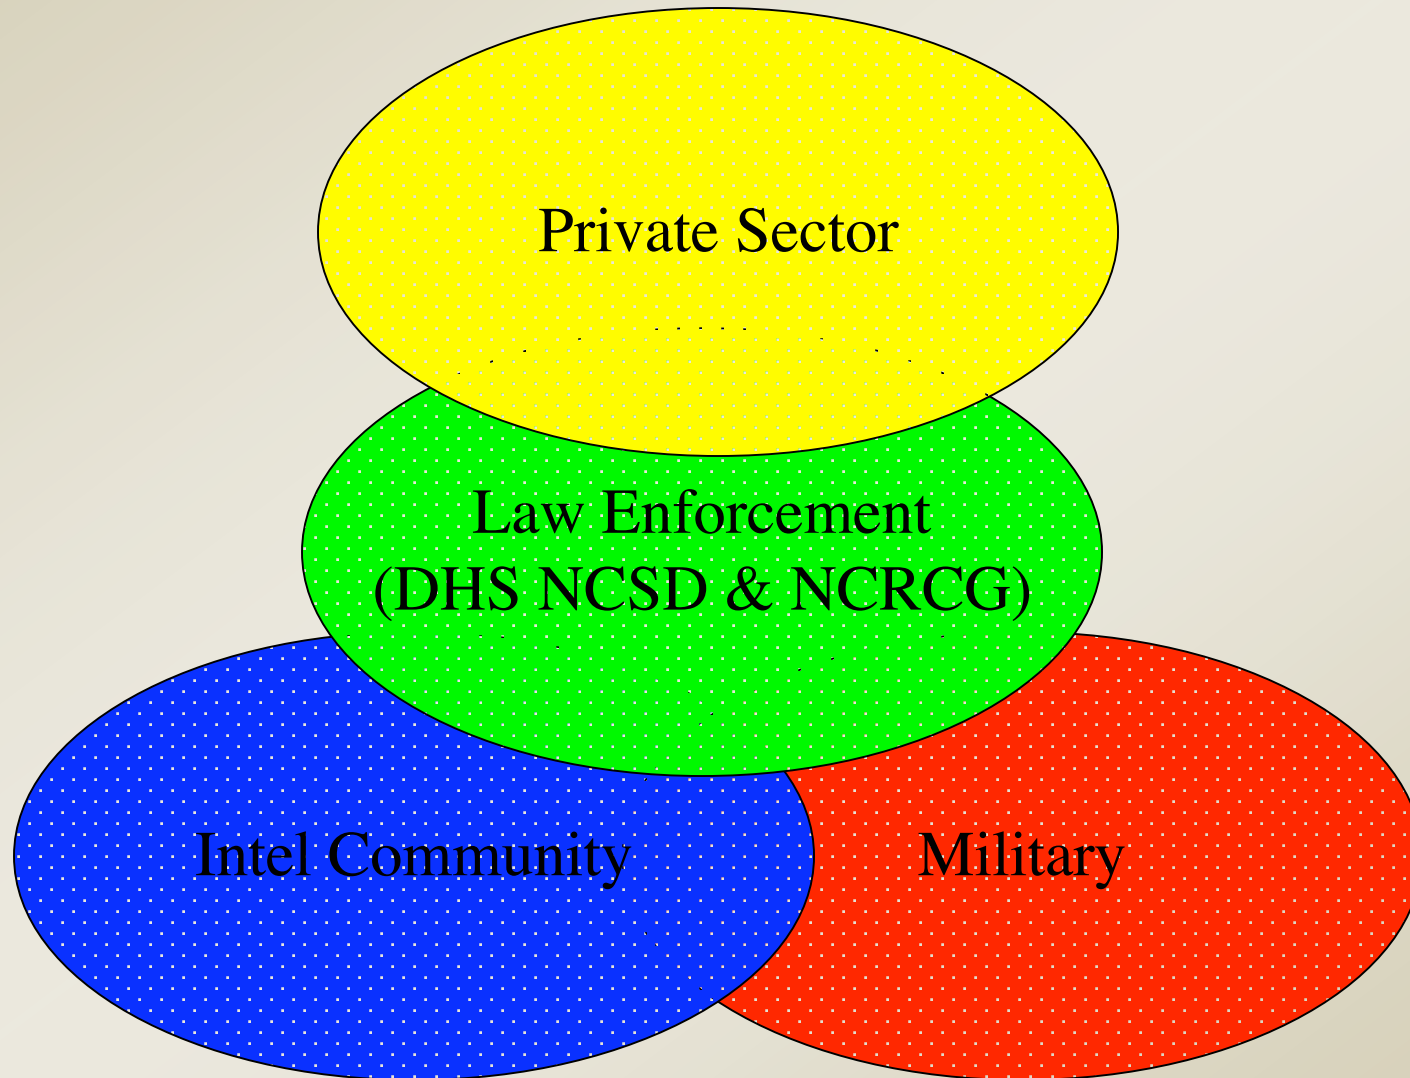 Private Sector
Law Enforcement
(DHS NCSD & NCRCG)
Intel Community
Military